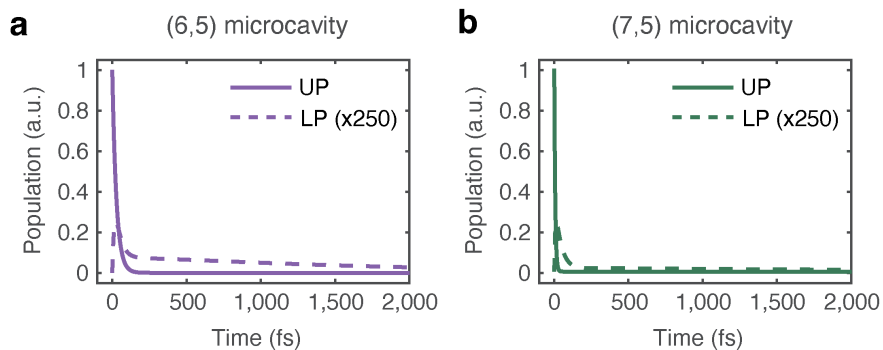 a
(6,5) microcavity
Population (a.u.)
1
0.8
0.6
0.4
0.2
0
UP
LP (x250)
0
500
1,000
1,500
2,000
Time (fs)
b
(7,5) microcavity
Population (a.u.)
1
0.8
0.6
0.4
0.2
0
UP
LP (x250)
0
500
1,000
1,500
2,000
Time (fs)